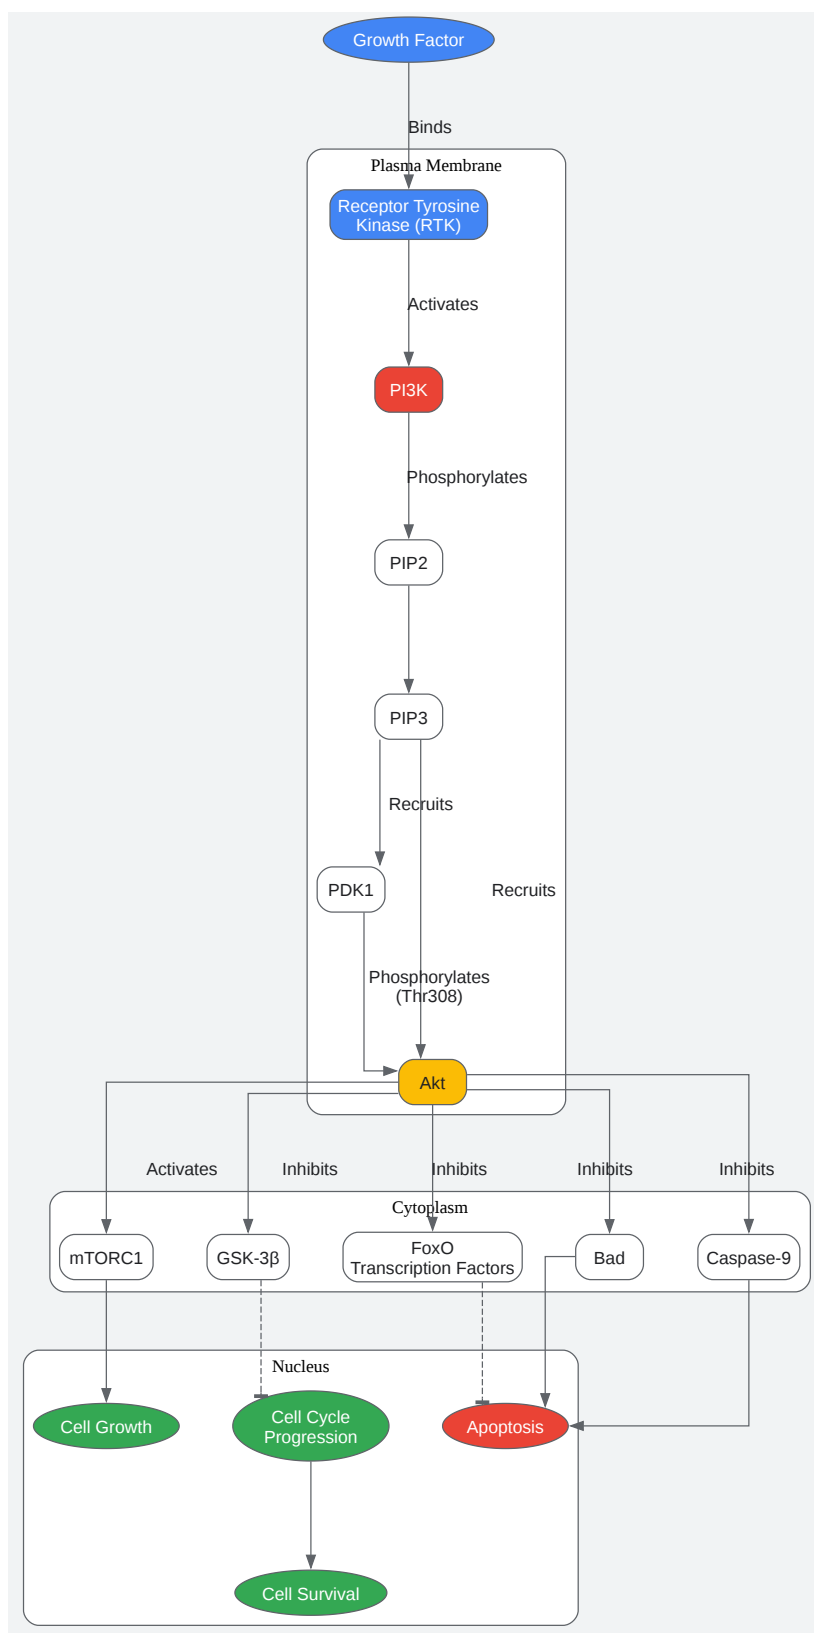 Growth Factor
Binds
Plasma Membrane
Receptor Tyrosine
Kinase (RTK)
Activates
PI3K
Phosphorylates
PIP2
PIP3
Recruits
PDK1
Recruits
Phosphorylates
(Thr308)
Akt
Activates
Inhibits
Inhibits
Inhibits
Inhibits
Cytoplasm
mTORC1
GSK-3β
FoxO
Transcription Factors
Bad
Caspase-9
Nucleus
Cell Growth
Cell Cycle
Progression
Apoptosis
Cell Survival